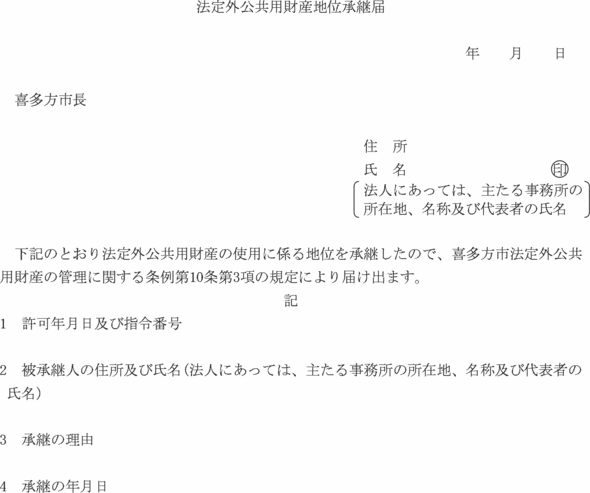 法定外公共用財産地位承継届
年　　月　　日
喜多方市長
住　所
氏　名　　　　　　　　　　㊞
法人にあっては、主たる事務所の
所在地、名称及び代表者の氏名
下記のとおり法定外公共用財産の使用に係る地位を承継したので、喜多方市法定外公共
用財産の管理に関する条例第10条第3項の規定により届け出ます。
記
1　許可年月日及び指令番号
2　被承継人の住所及び氏名(法人にあっては、主たる事務所の所在地、名称及び代表者の
氏名)
3　承継の理由
4　承継の年月日